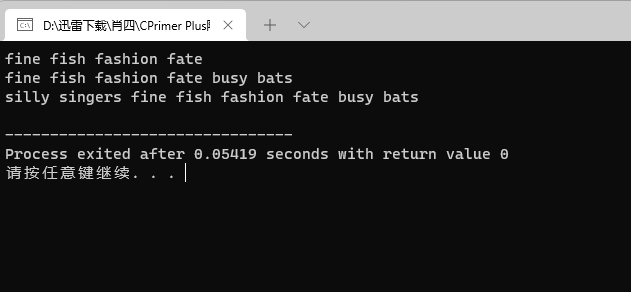 D:\迅雷下载\肖四\CPrimer Plus
fine fish fashion fate
fine fish fashion fate busy bats
silly singers fine fish fashion fate busy bats
--------------------------------
Process exited after 0.05419 seconds with return value 0
请按任意键继续. . .